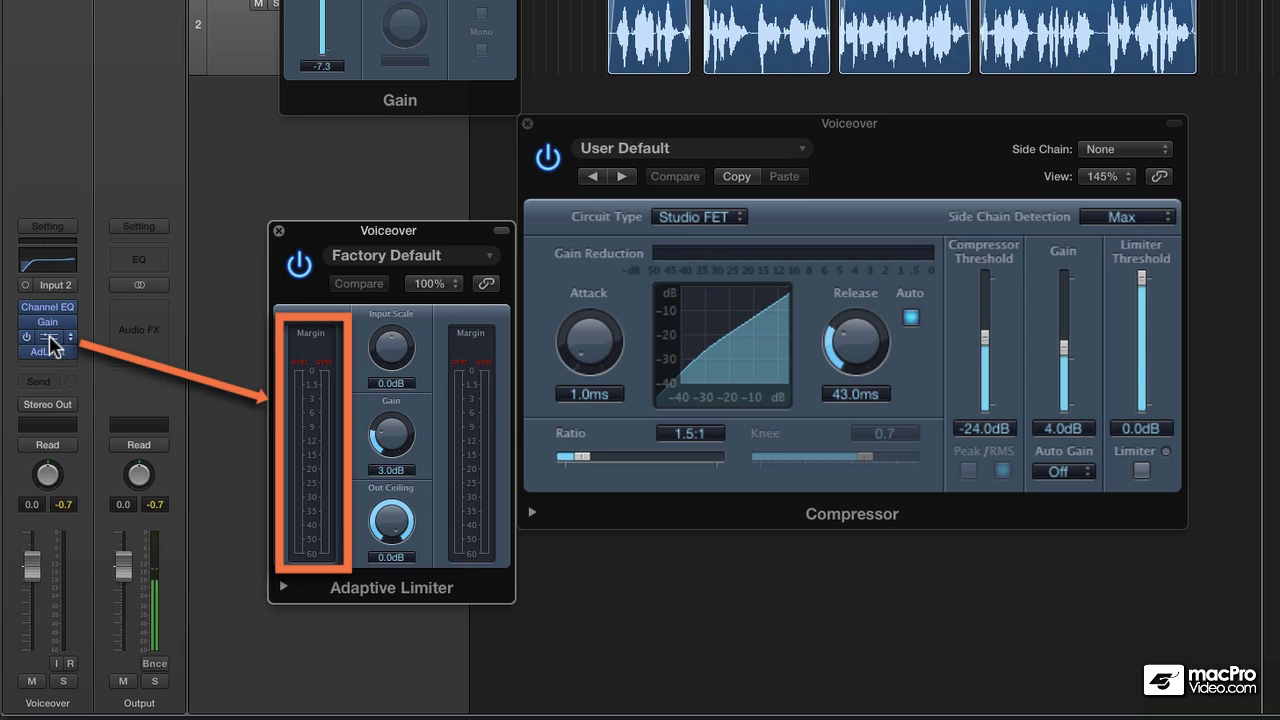 2
M S
-7.3
Mono
Gain
Voiceover
User Default
Side Chain: None
Compare Copy Paste
View: 145%
Circuit Type Studio FET
Side Chain Detection Max
Gain Reduction
-dB 50 45 40 35 30 25 20 18 16 14 12 10 8 6 4 3 2 1 .5 0
Attack
1.0ms
dB
-10
-20
-30
-40
-40 -30 -20 -10 dB
Release Auto
43.0ms
Ratio 1.5:1
Knee 0.7
Compressor Threshold
-24.0dB
Peak /RMS
Gain
4.0dB
Auto Gain
Off
Limiter Threshold
0.0dB
Limiter
Compressor
Voiceover
Factory Default
Compare 100%
Margin
over over
0
1.5
3
6
9
12
15
20
25
30
35
40
50
60
Input Scale
0.0dB
Gain
3.0dB
Out Ceiling
0.0dB
Margin
over over
0
1.5
3
6
9
12
15
20
25
30
35
40
50
60
Adaptive Limiter
Setting
Input 2
Channel EQ
Gain
Send
Stereo Out
Read
0.0 -0.7
I R
M S
Voiceover
Setting
EQ
Audio FX
Read
0.0 -0.7
Bnce
M S
Output
macPro
Video.com